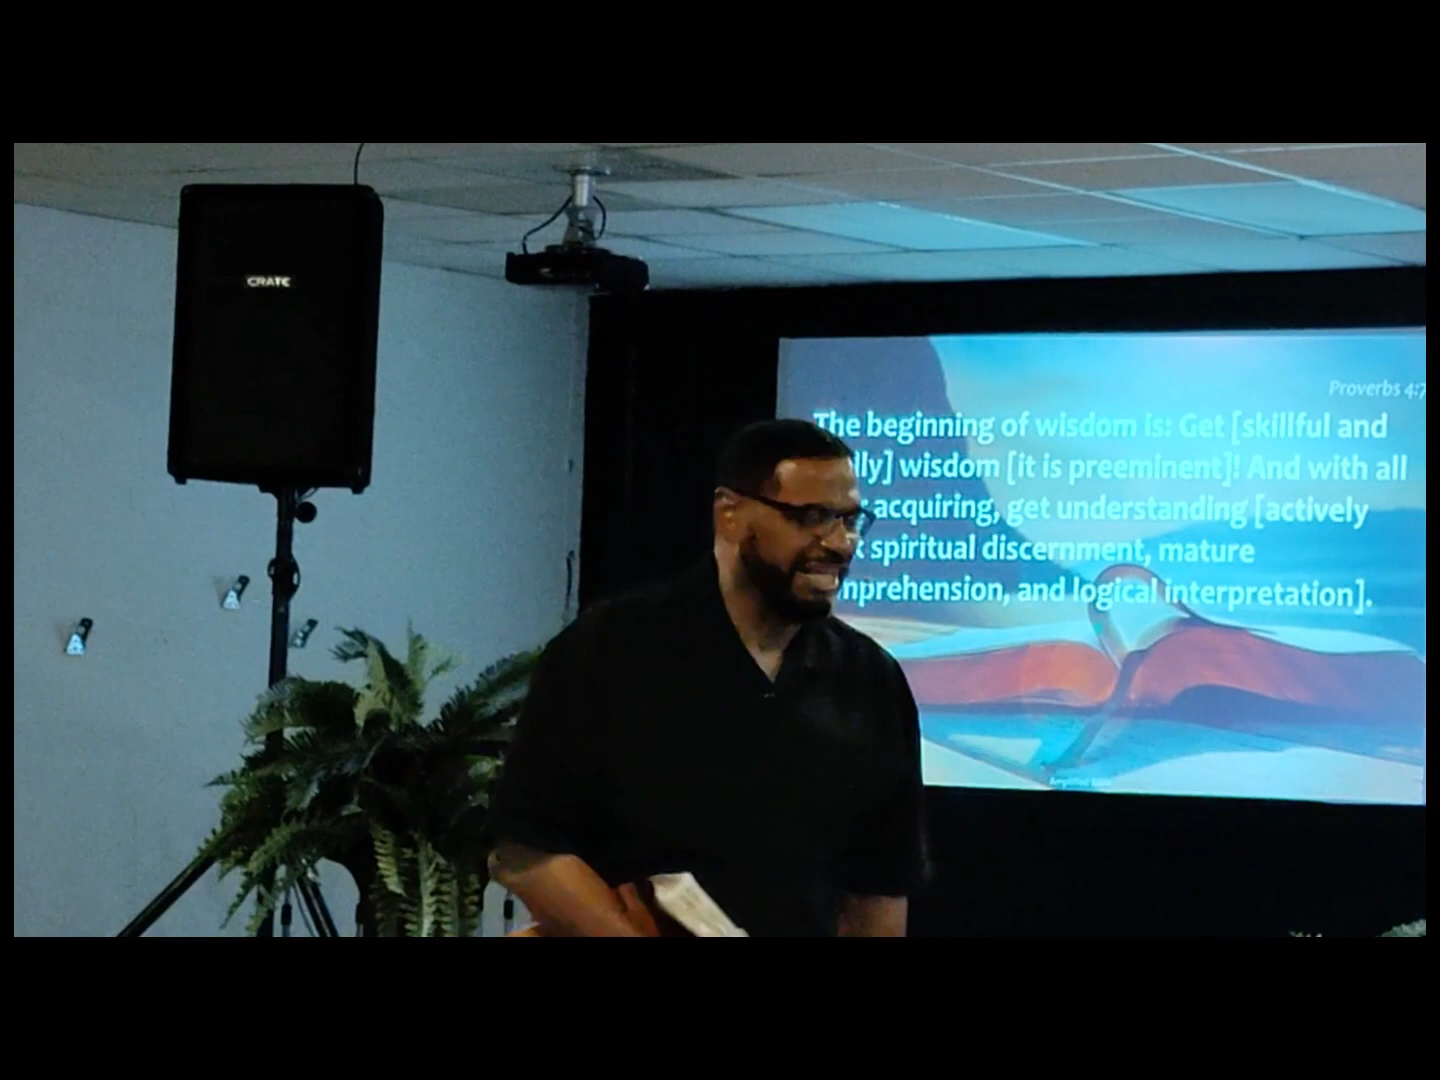 CRATE
Proverbs 4:7
The beginning of wisdom is: Get [skillful and
lly] wisdom [it is preeminent]! And with all
acquiring, get understanding [actively
spiritual discernment, mature
mprehension, and logical interpretation].